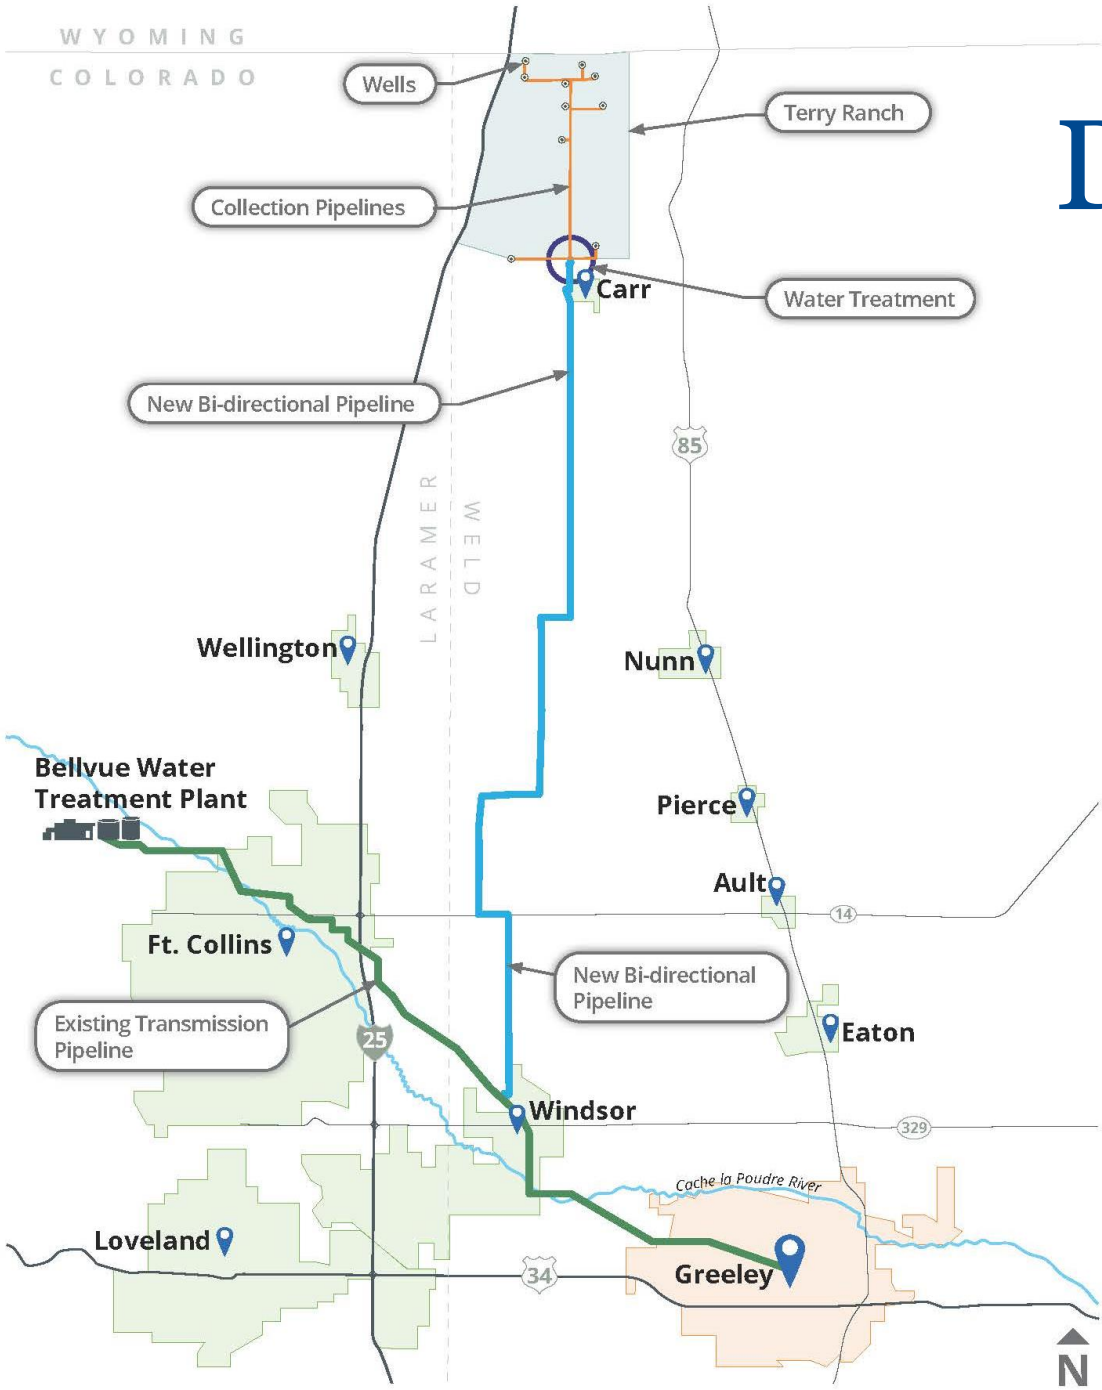 WYOMING
COLORADO
Wells
Terry Ranch
D
Collection Pipelines
Carr
Water Treatment
New Bi-directional Pipeline
85
LARAMER
WELD
Wellington
Nunn
Bellvue Water
Treatment Plant
Pierce
Ault
14
Ft. Collins
New Bi-directional
Pipeline
Existing Transmission
Pipeline
25
Eaton
Windsor
329
Cache la Poudre River
Loveland
34
Greeley
N